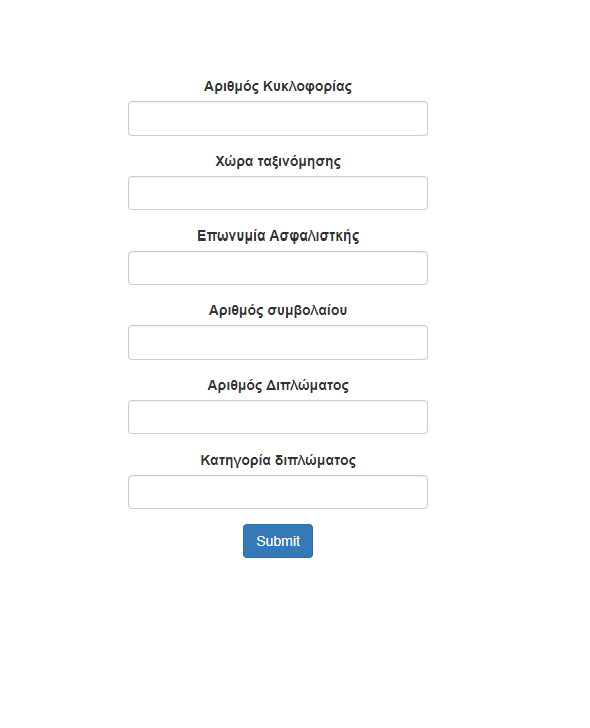 Αριθμός Κυκλοφορίας
Χώρα ταξινόμησης
Επωνυμία Ασφαλιστκής
Αριθμός συμβολαίου
Αριθμός Διπλώματος
Κατηγορία διπλώματος
Submit